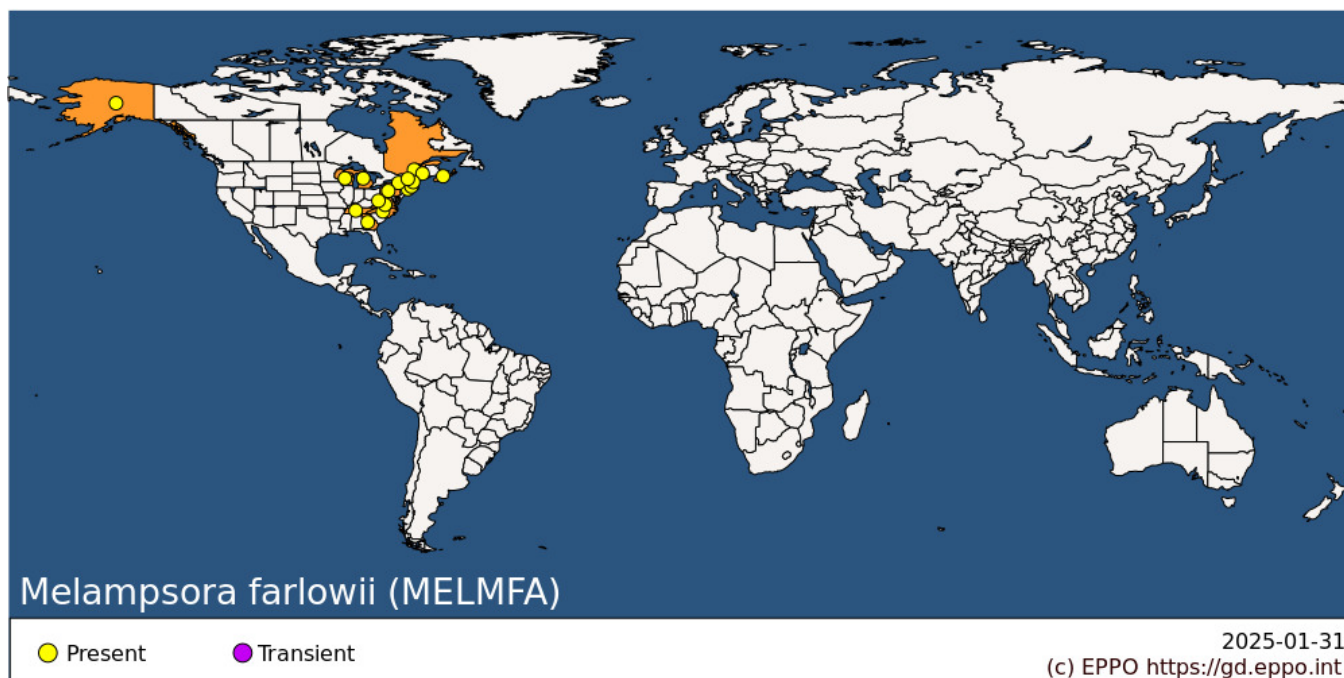 Melampsora farlowii (MELMFA)
Present
Transient
2025-01-31
(c) EPPO https://gd.eppo.int